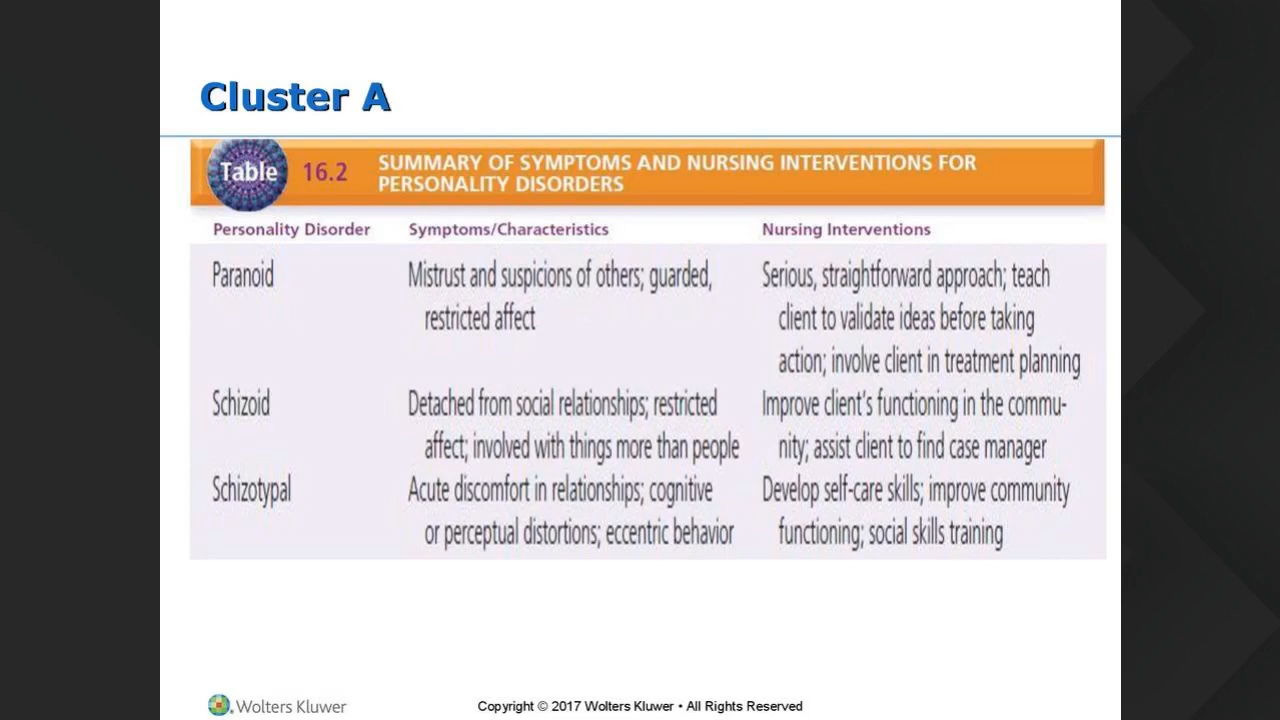 Cluster A
Table 16.2
SUMMARY OF SYMPTOMS AND NURSING INTERVENTIONS FOR
PERSONALITY DISORDERS
Personality Disorder Symptoms/Characteristics Nursing Interventions
Paranoid Mistrust and suspicions of others; guarded, Serious, straightforward approach; teach
restricted affect client to validate ideas before taking
action; involve client in treatment planning
Schizoid Detached from social relationships; restricted Improve client's functioning in the commu-
affect; involved with things more than people nity; assist client to find case manager
Schizotypal Acute discomfort in relationships; cognitive Develop self-care skills; improve community
or perceptual distortions; eccentric behavior functioning; social skills training
Wolters Kluwer Copyright © 2017 Wolters Kluwer • All Rights Reserved